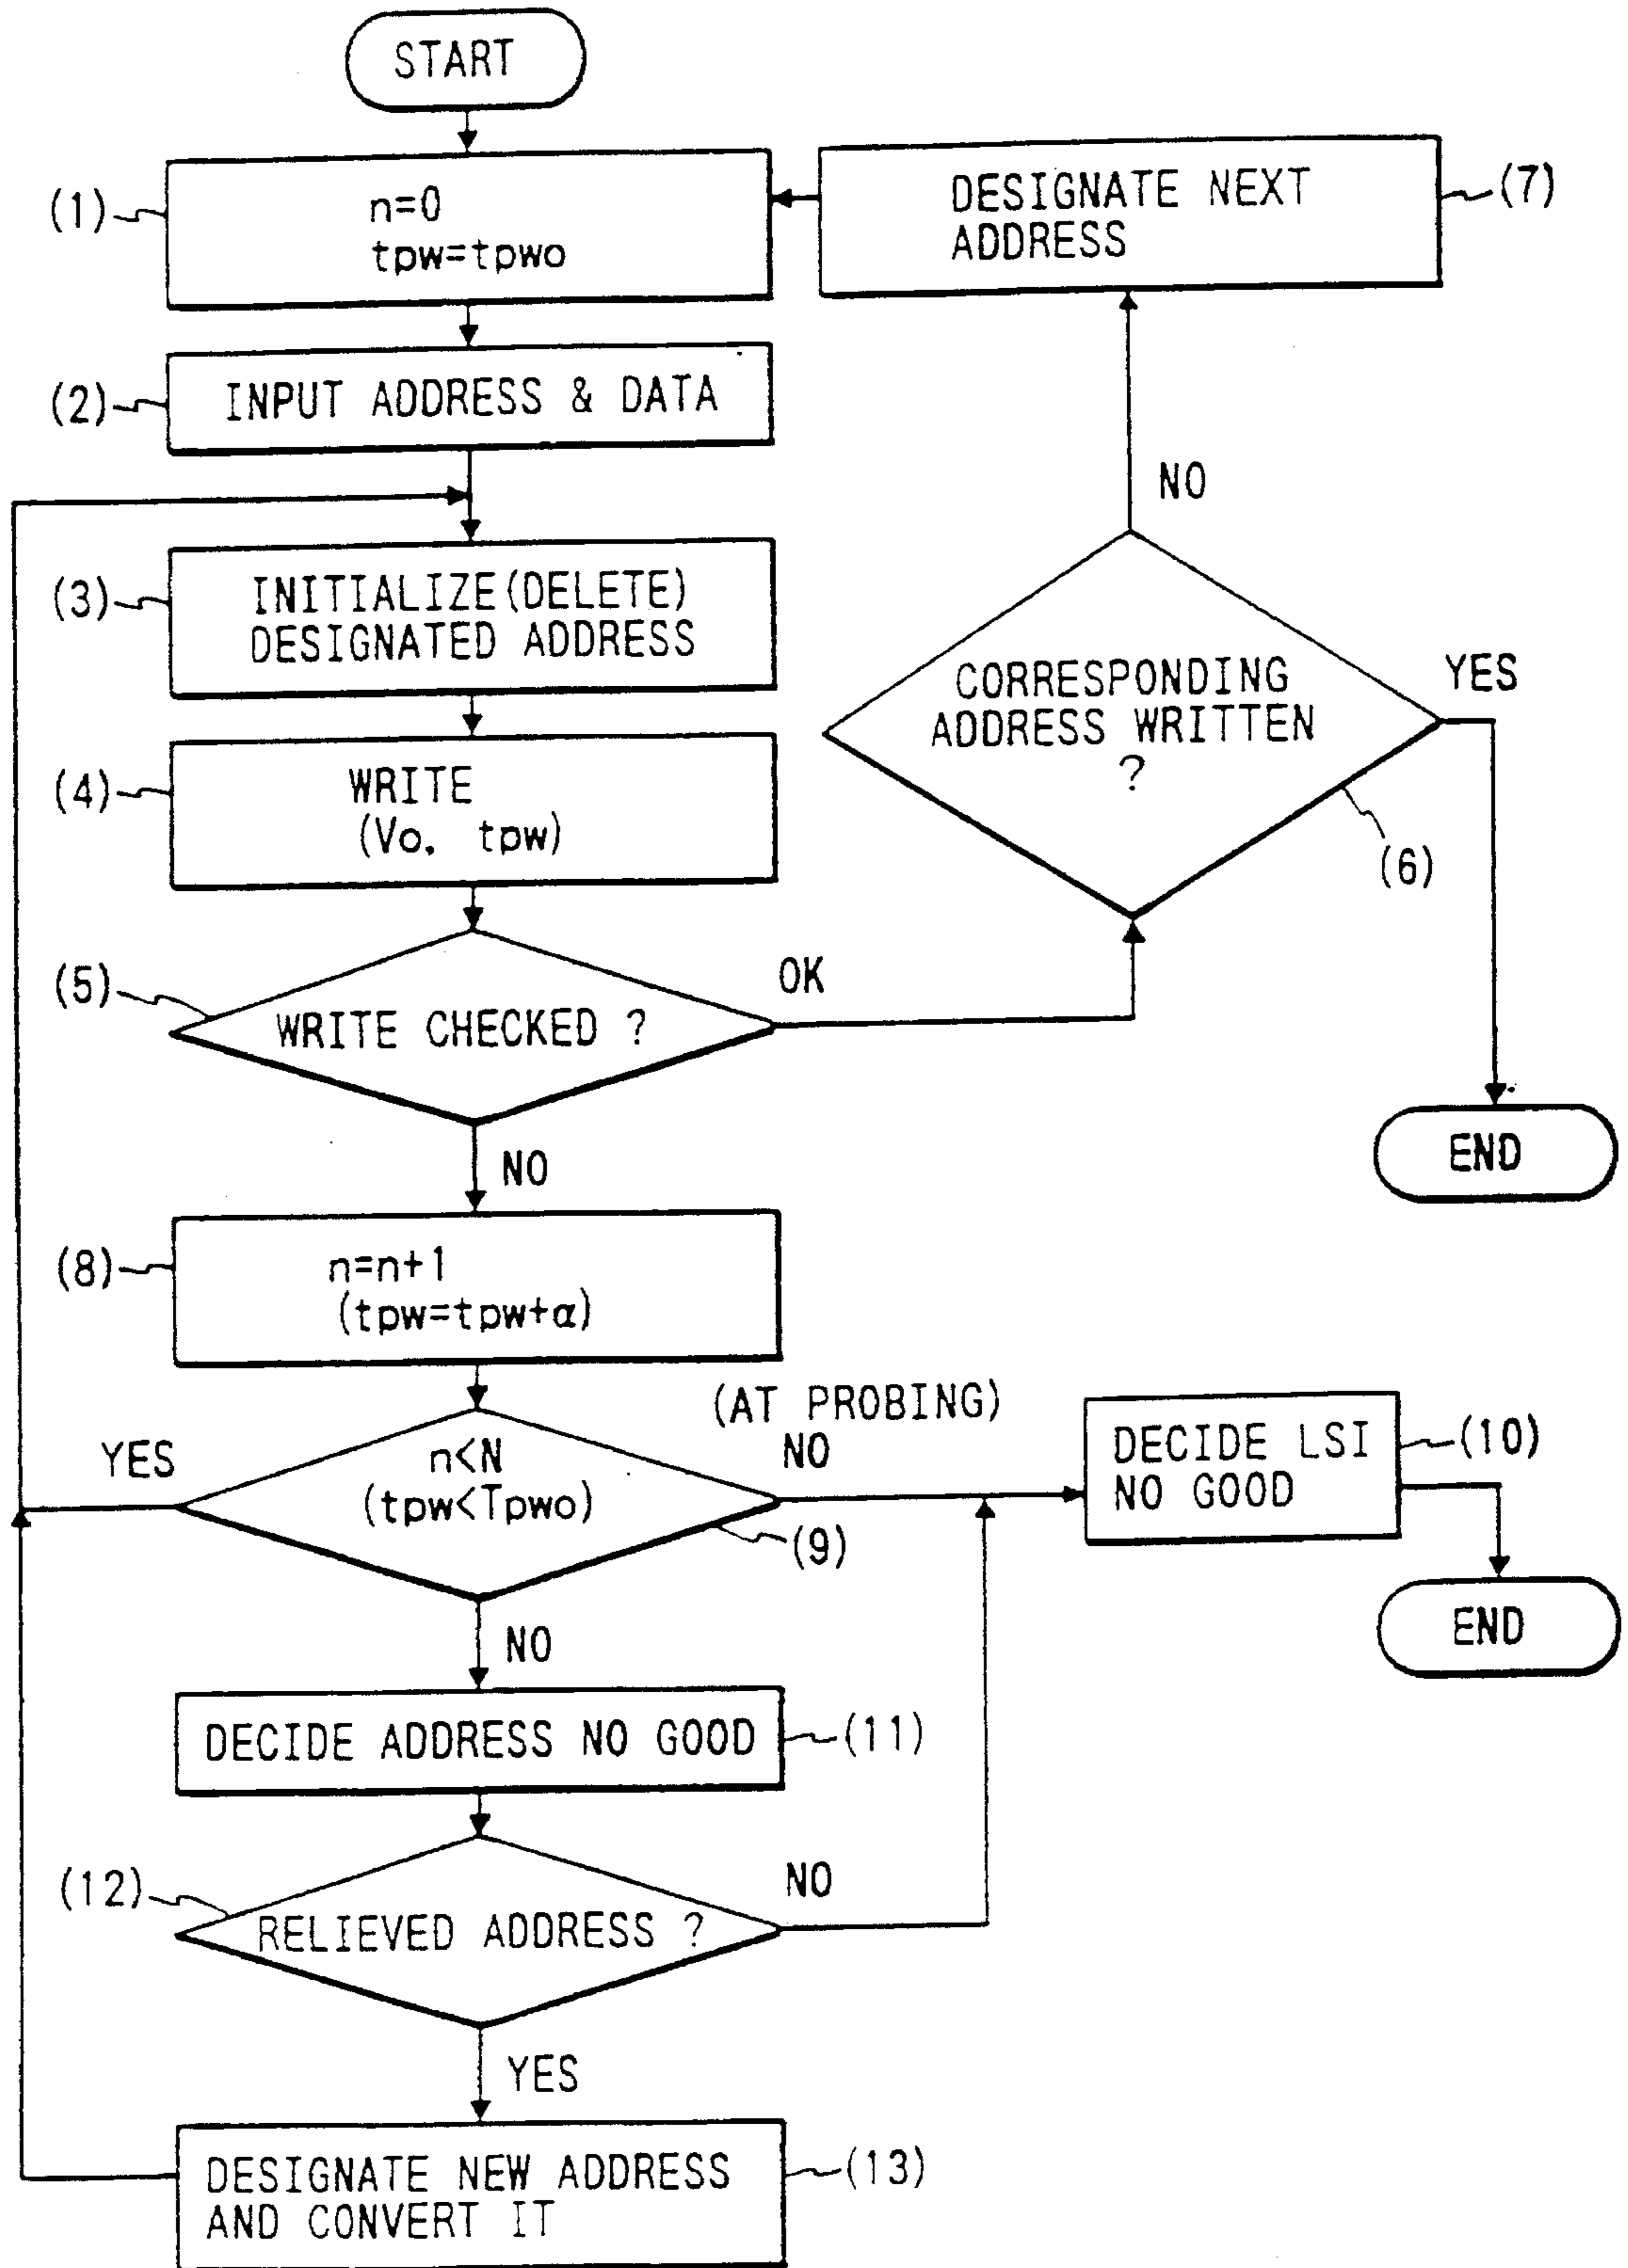 START
(1)
n=0
tpw=tpwo
DESIGNATE NEXT
ADDRESS
(7)
(2)
INPUT ADDRESS & DATA
NO
(3)
INITIALIZE(DELETE)
DESIGNATED ADDRESS
CORRESPONDING
ADDRESS WRITTEN
?
YES
(6)
(4)
WRITE
(Vo, tpw)
(5)
WRITE CHECKED ?
OK
END
NO
(8)
n=n+1
(tpw=tpw+α)
(AT PROBING)
NO
YES
n<N
(tpw<Tpwo)
(9)
DECIDE LSI
NO GOOD
(10)
END
NO
DECIDE ADDRESS NO GOOD
(11)
(12)
RELIEVED ADDRESS ?
NO
YES
DESIGNATE NEW ADDRESS
AND CONVERT IT
(13)